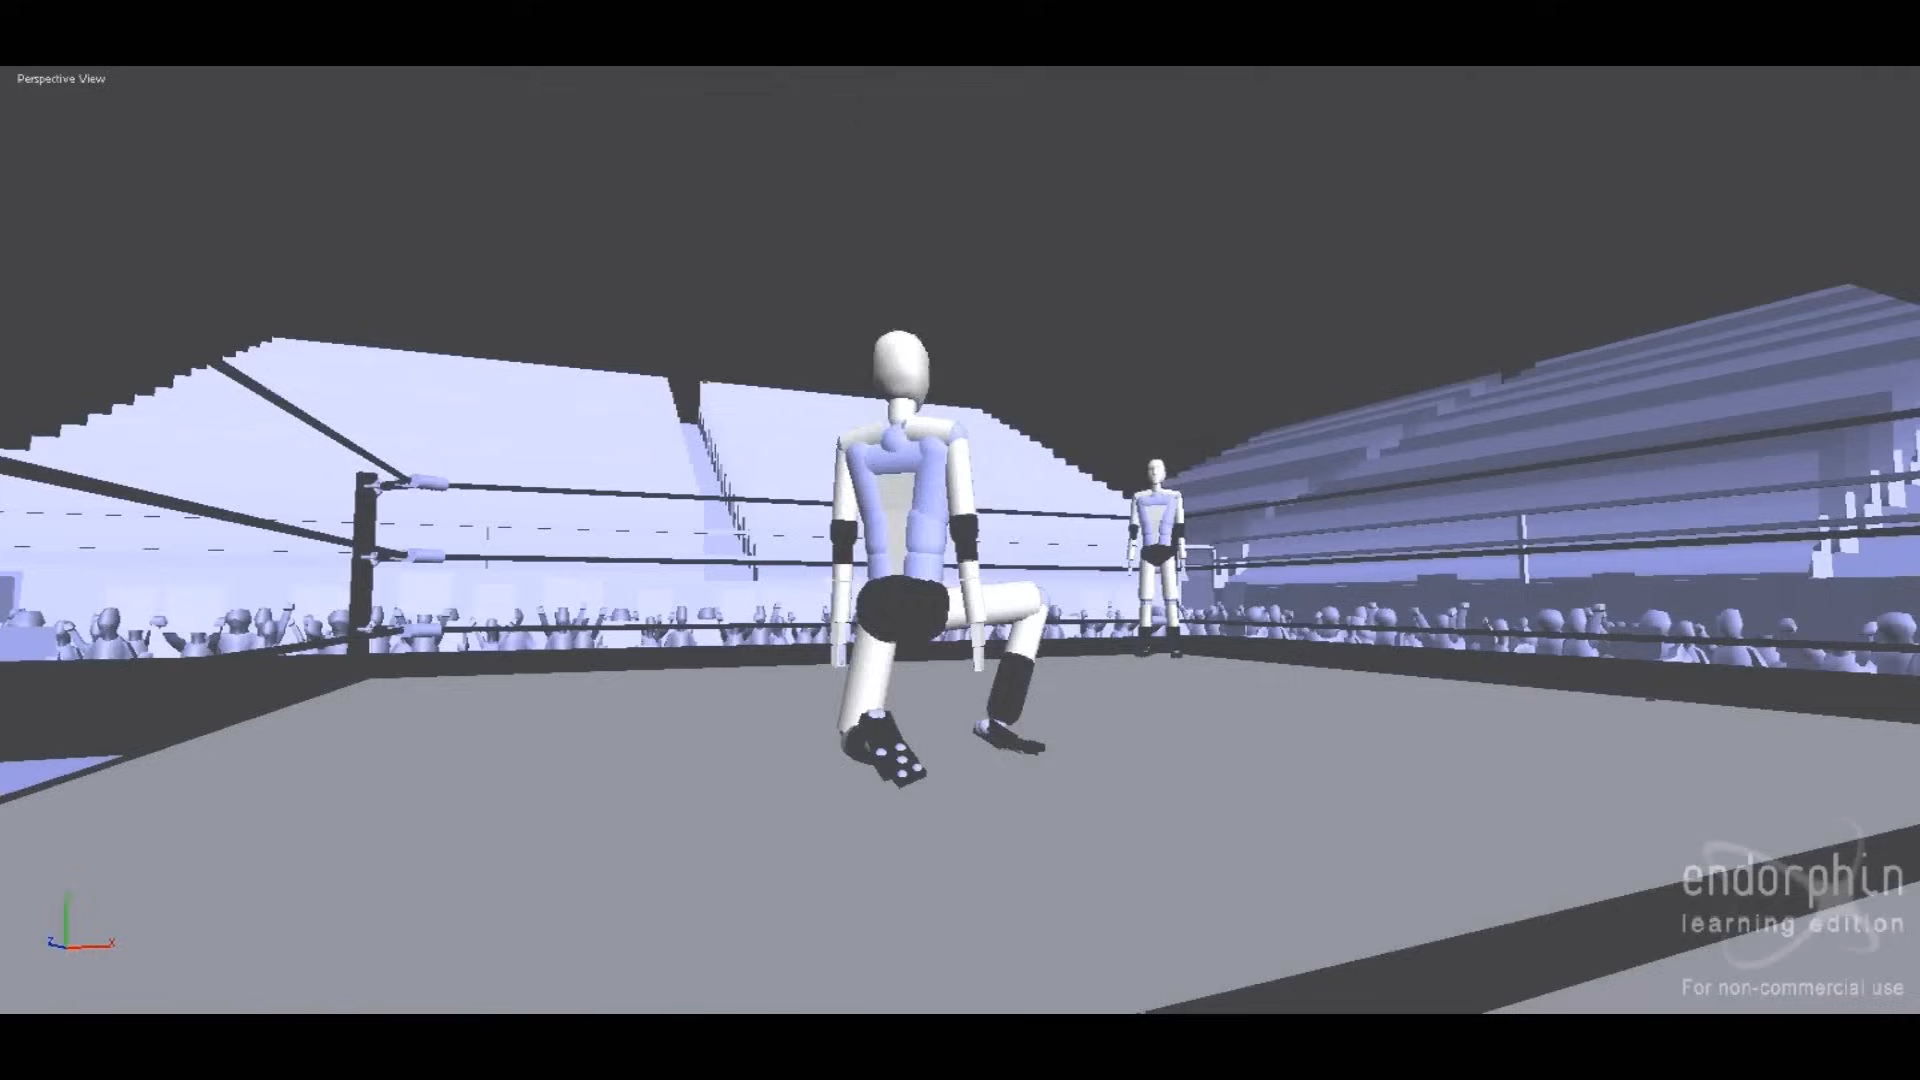 Perspective View
endorphin
learning edition
For non-commercial use
Z
X